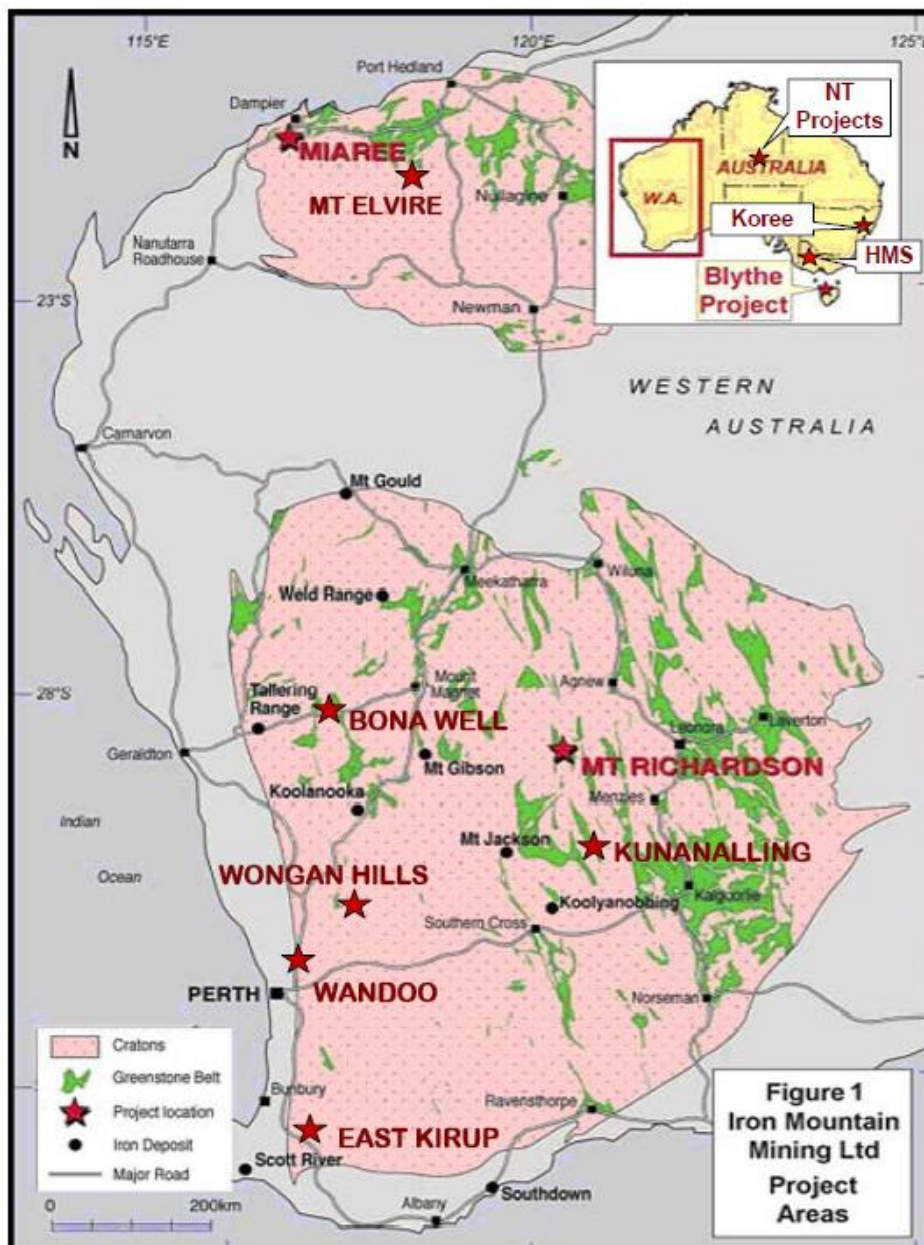 115°E
120°E
125°E
Port Hedland
Dampier
N
MIAREE
MT ELVIRE
Nullagine
Nanutarra
Roadhouse
23°S
Newman
NT
Projects
AUSTRALIA
W.A.
Koree
HMS
Blythe
Project
WESTERN
AUSTRALIA
Carnarvon
Mt Gould
Meekatharra
Wiluna
Weld Range
28°S
Tallering
Range
Mount
Magnet
Agnew
BONA WELL
Leonora
Laverton
Geraldton
Mt Gibson
MT RICHARDSON
Koolanooka
Menzies
Indian
Ocean
Mt Jackson
KUNANALLING
WONGAN HILLS
Kalgoorlie
Koolyanobbing
Southern Cross
WANDOO
PERTH
Norseman
Cratons
Greenstone Belt
Project location
Iron Deposit
Major Road
0
200km
Bunbury
Ravensthorpe
EAST KIRUP
Scott River
Albany
Southdown
Figure 1
Iron Mountain
Mining Ltd
Project
Areas